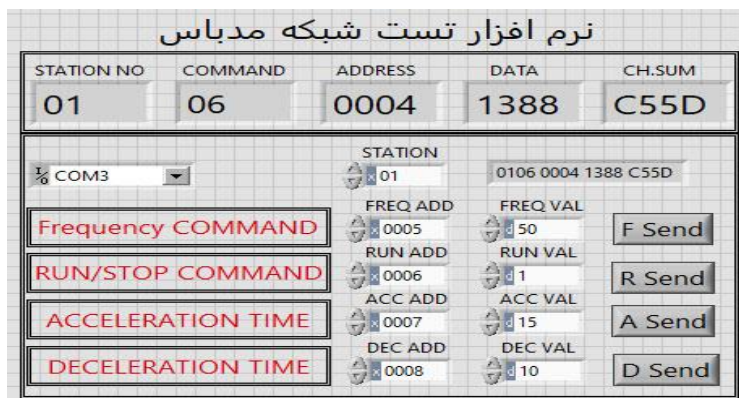 نرم افزار تست شبکه مدباس
STATION NO COMMAND ADDRESS DATA CH.SUM
01 06 0004 1388 C55D
STATION
I/O COM3 x 01 0106 0004 1388 C55D
FREQ ADD FREQ VAL
Frequency COMMAND x 0005 d 50 F Send
RUN ADD RUN VAL
RUN/STOP COMMAND x 0006 d 1 R Send
ACC ADD ACC VAL
ACCELERATION TIME x 0007 d 15 A Send
DEC ADD DEC VAL
DECELERATION TIME x 0008 d 10 D Send